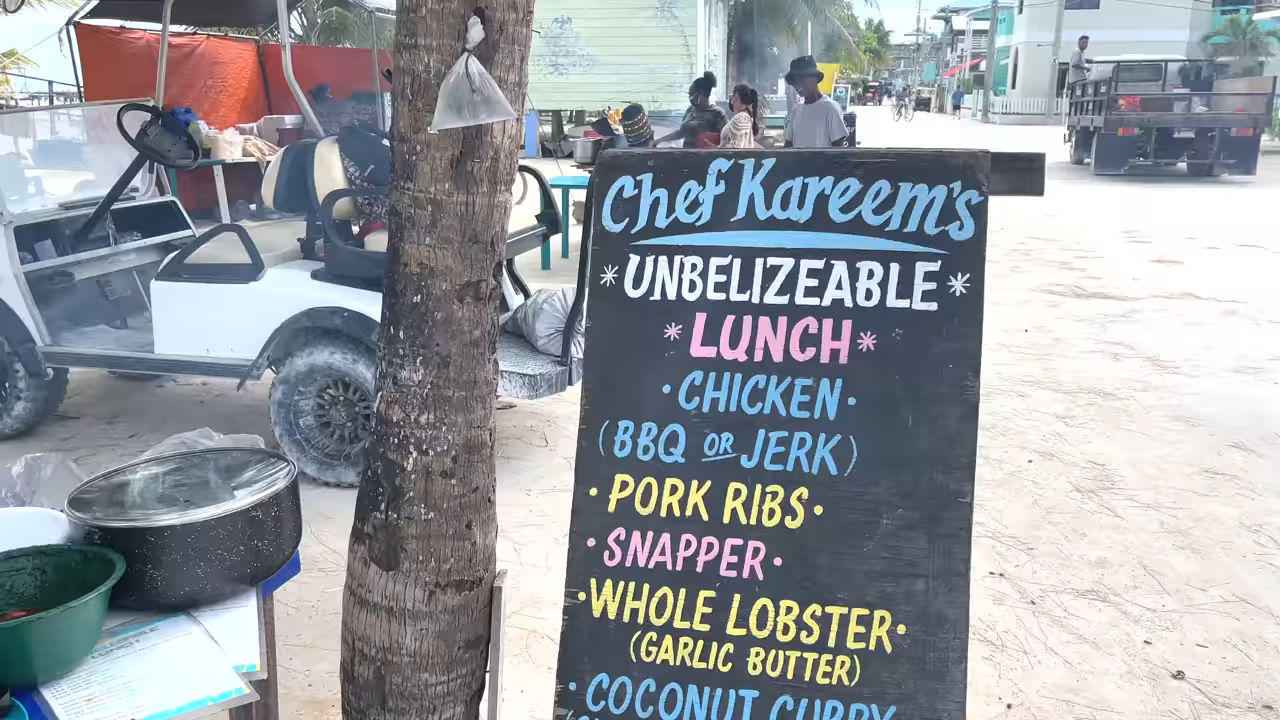 Chef Kareem's
* UNBELIZEABLE *
* LUNCH *
• CHICKEN •
(BBQ OR JERK)
• PORK RIBS •
• SNAPPER •
• WHOLE LOBSTER •
(GARLIC BUTTER)
• COCONUT CURRY